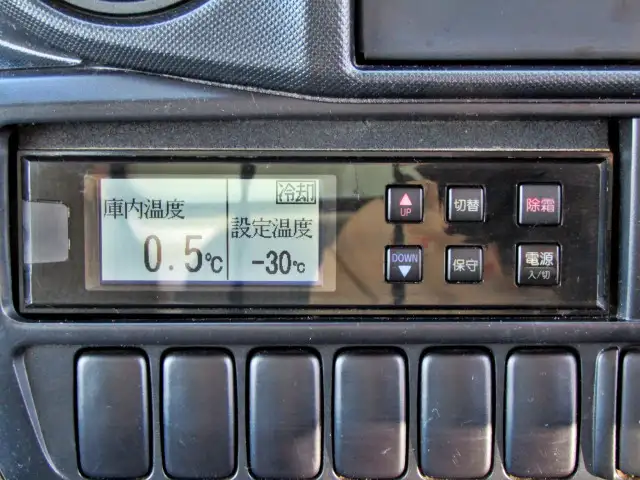 庫内温度
0.5℃
冷却
設定温度
-30℃
UP
切替
除霜
DOWN
保守
電源
入/切